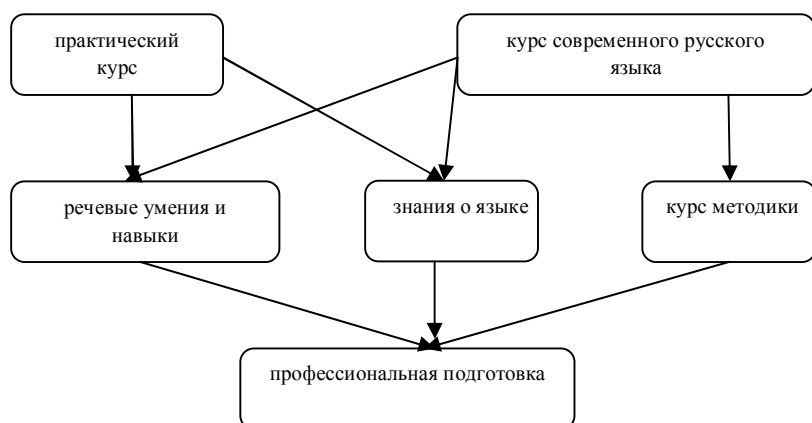 практический
курс
курс современного русского
языка
речевые умения и
навыки
знания о языке
курс методики
профессиональная подготовка